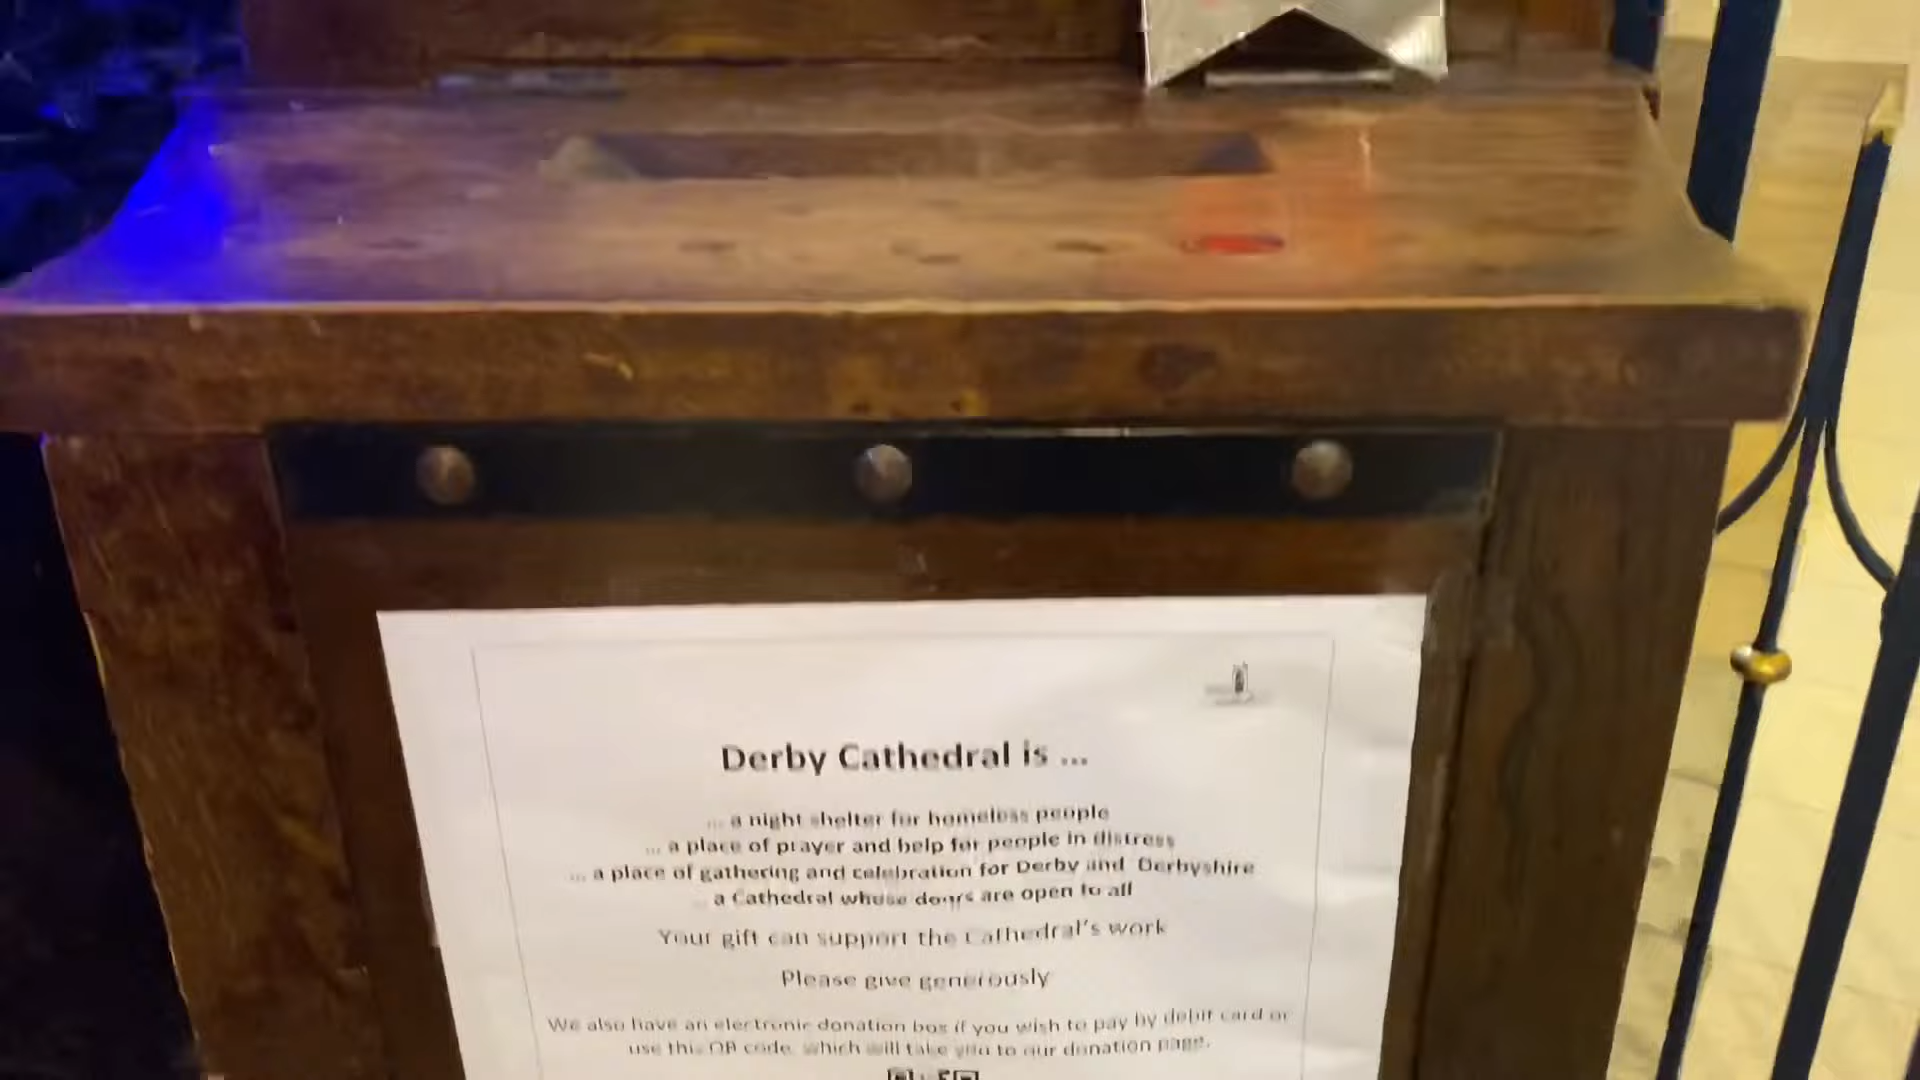 Derby Cathedral is ...
... a night shelter for homeless people
... a place of prayer and help for people in distress
... a place of gathering and celebration for Derby and Derbyshire
a Cathedral whose doors are open to all
Your gift can support the Cathedral's work
Please give generously
We also have an electronic donation box if you wish to pay by debit card or
use this QR code, which will take you to our donation page.